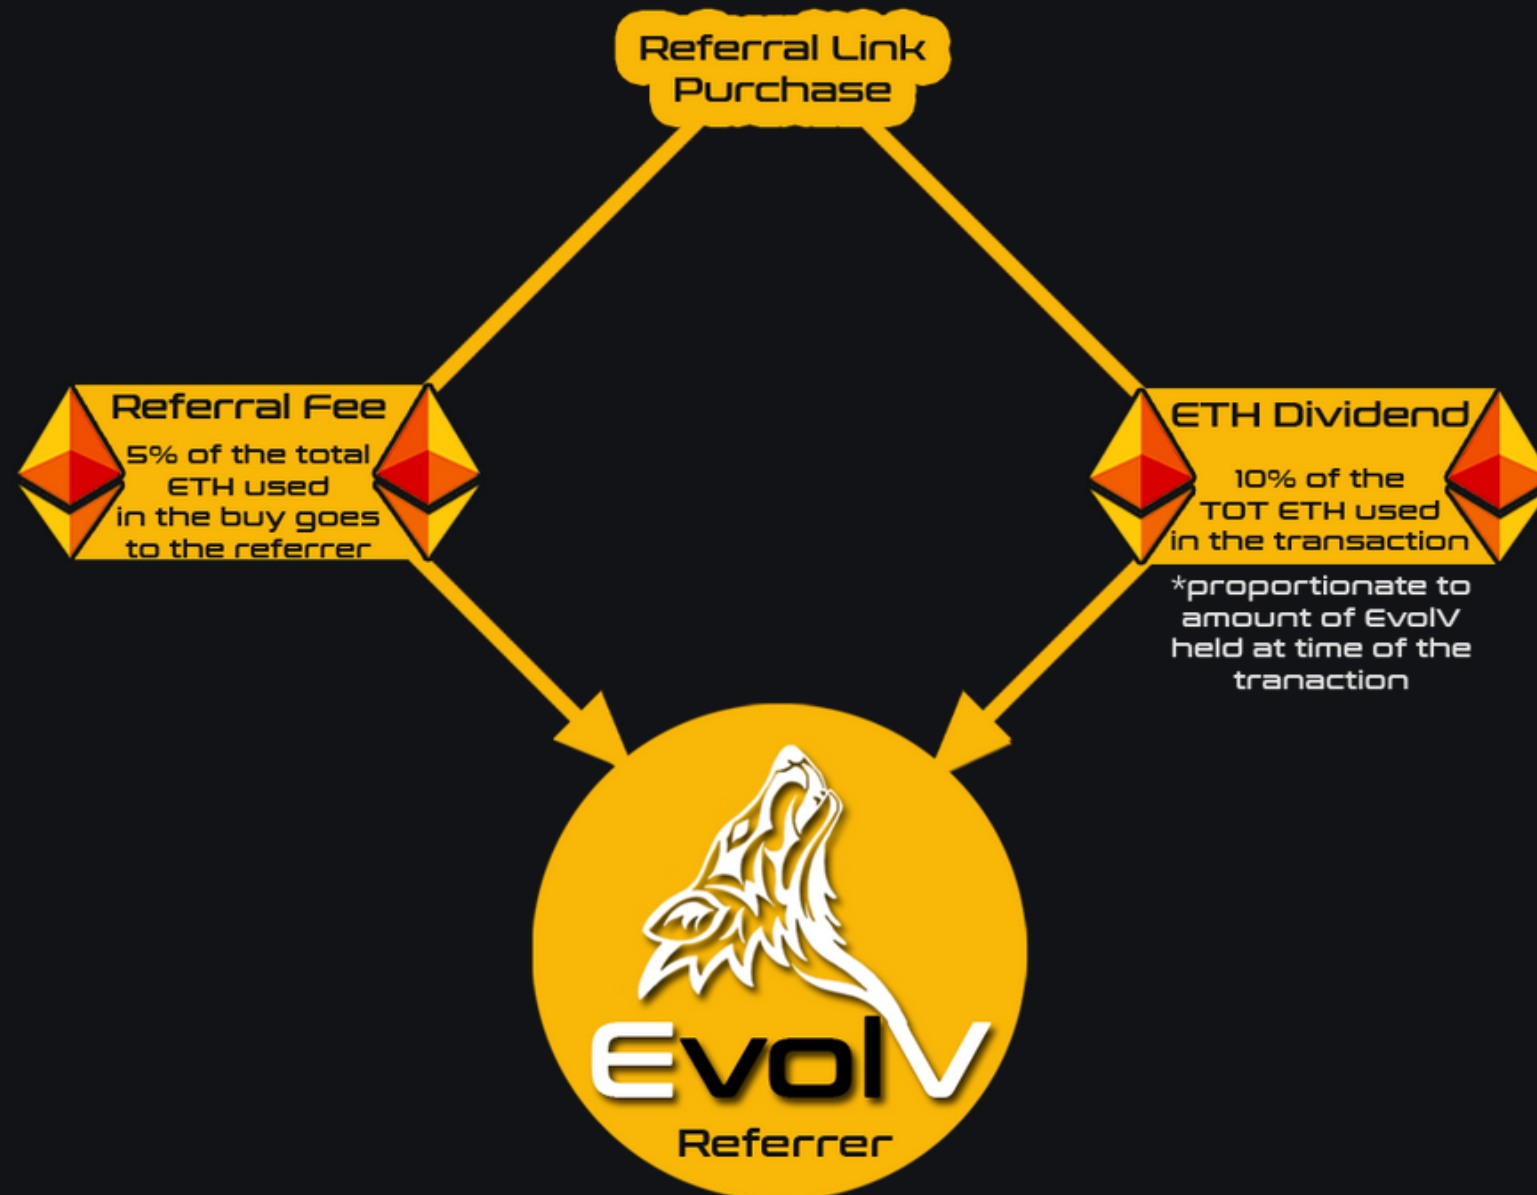 Referral Link
Purchase
Referral Fee
5% of the total
ETH used
in the buy goes
to the referrer
ETH Dividend
10% of the
TOT ETH used
in the transaction
*proportionate to
amount of EvolV
held at time of the
tranaction
EvolV
Referrer